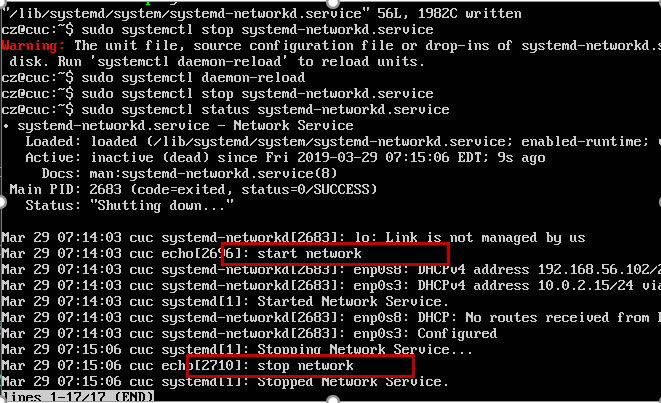 "/lib/systemd/system/systemd-networkd.service" 56L, 1982C written
cz@cuc:~$ sudo systemctl stop systemd-networkd.service
Warning: The unit file, source configuration file or drop-ins of systemd-networkd.s
disk. Run 'systemctl daemon-reload' to reload units.
cz@cuc:~$ sudo systemctl daemon-reload
cz@cuc:~$ sudo systemctl stop systemd-networkd.service
cz@cuc:~$ sudo systemctl status systemd-networkd.service
• systemd-networkd.service - Network Service
Loaded: loaded (/lib/systemd/system/systemd-networkd.service; enabled-runtime; v
Active: inactive (dead) since Fri 2019-03-29 07:15:06 EDT; 9s ago
Docs: man:systemd-networkd.service(8)
Main PID: 2683 (code=exited, status=0/SUCCESS)
Status: "Shutting down..."
Mar 29 07:14:03 cuc systemd-networkd[2683]: lo: Link is not managed by us
Mar 29 07:14:03 cuc echo[2696]: start network
Mar 29 07:14:03 cuc systemd-networkd[2683]: enp0s8: DHCPv4 address 192.168.56.102/2
Mar 29 07:14:03 cuc systemd-networkd[2683]: enp0s3: DHCPv4 address 10.0.2.15/24 via
Mar 29 07:14:03 cuc systemd[1]: Started Network Service.
Mar 29 07:14:03 cuc systemd-networkd[2683]: enp0s8: DHCP: No routes received from D
Mar 29 07:14:03 cuc systemd-networkd[2683]: enp0s3: Configured
Mar 29 07:15:06 cuc systemd[1]: Stopping Network Service...
Mar 29 07:15:06 cuc echo[2710]: stop network
Mar 29 07:15:06 cuc systemd[1]: Stopped Network Service.
lines 1-17/17 (END)